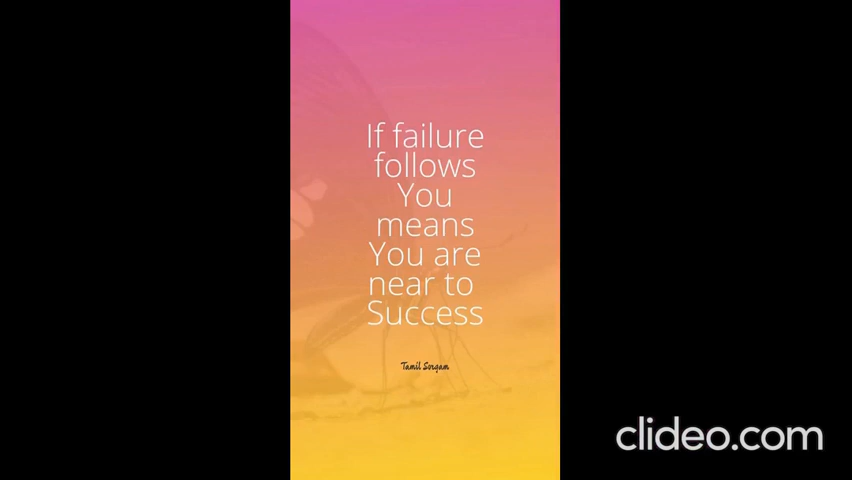 If failure
follows
You
means
You are
near to
Success
Tamil Sorgam
clideo.com